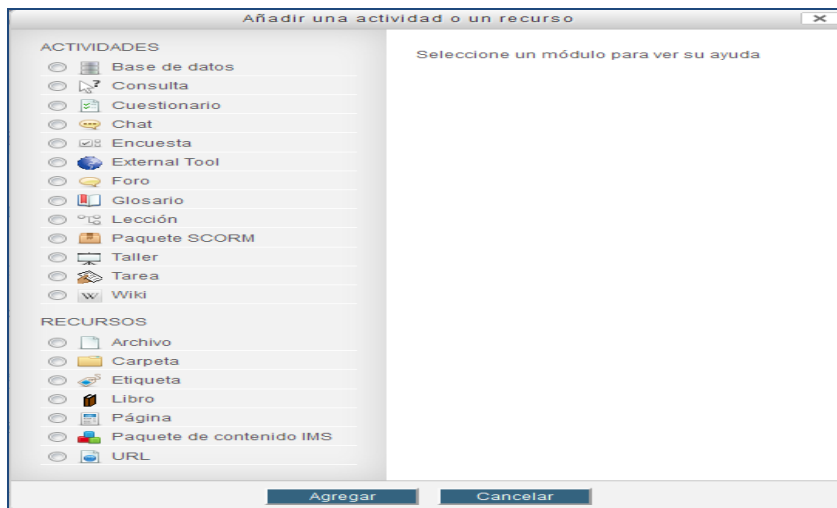 Añadir una actividad o un recurso
ACTIVIDADES
Base de datos
Consulta
Cuestionario
Chat
Encuesta
External Tool
Foro
Glosario
Lección
Paquete SCORM
Taller
Tarea
Wiki
RECURSOS
Archivo
Carpeta
Etiqueta
Libro
Página
Paquete de contenido IMS
URL
Seleccione un módulo para ver su ayuda
Agregar
Cancelar